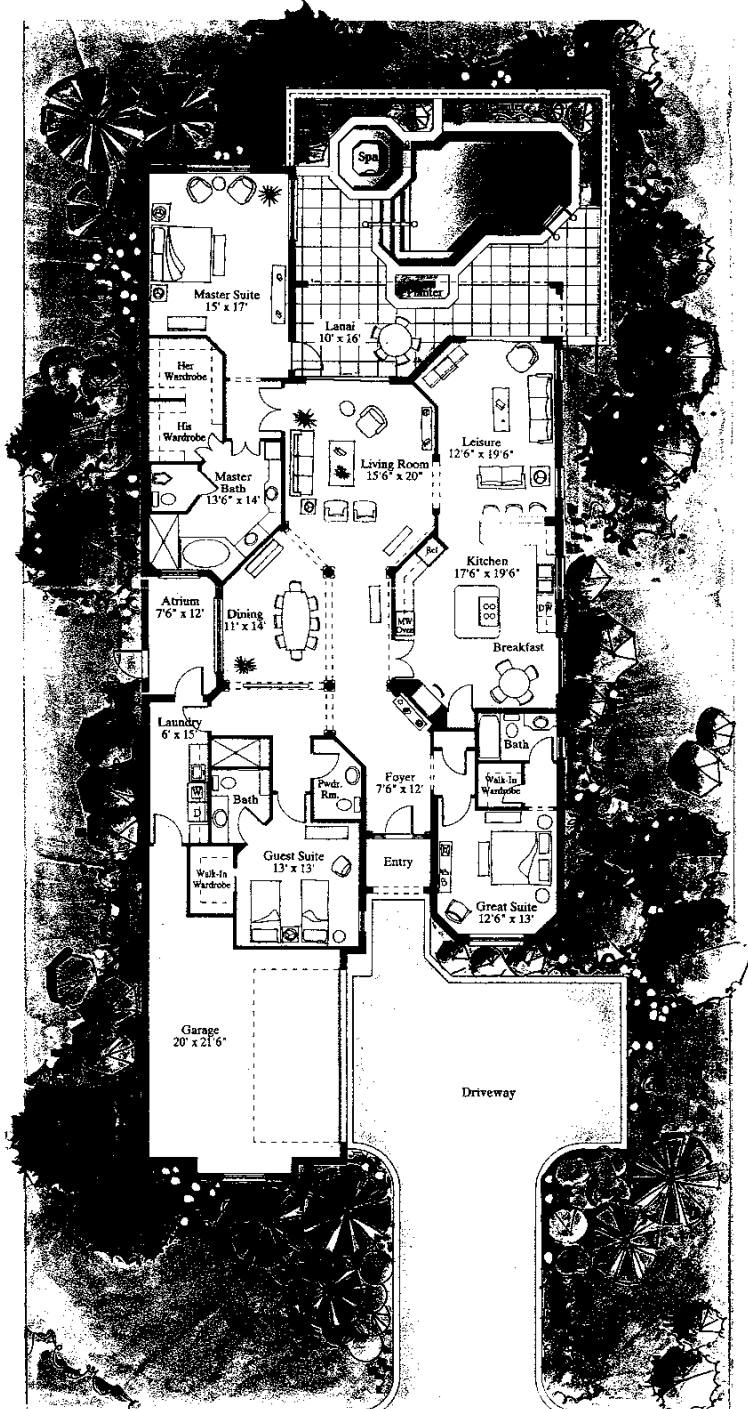 Spa
Planter
Master Suite
15' x 17'
Lanai
10' x 16'
Her
Wardrobe
His
Wardrobe
Leisure
12'6" x 19'6"
Living Room
15'6" x 20"
Master
Bath
13'6" x 14'
Ref
Kitchen
17'6" x 19'6"
Atrium
7'6" x 12'
Dining
11' x 14'
MW
Oven
DW
Breakfast
Laundry
6' x 15'
W
D
Bath
Pwdr.
Rm.
Foyer
7'6" x 12'
Bath
Walk-In
Wardrobe
Entry
Guest Suite
13' x 13'
Walk-In
Wardrobe
Great Suite
12'6" x 13'
Garage
20' x 21'6"
Driveway